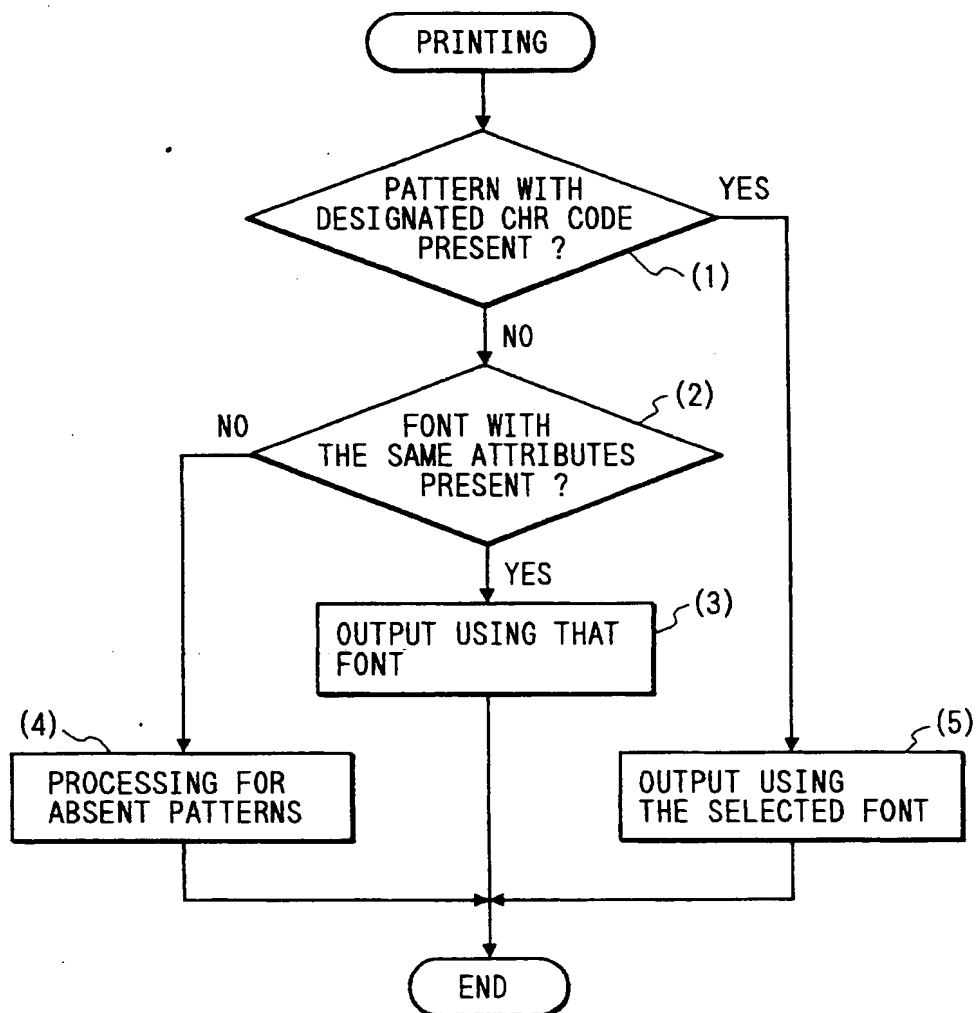 PRINTING
PATTERN WITH
DESIGNATED CHR CODE
PRESENT ?
YES
(1)
NO
(2)
NO
FONT WITH
THE SAME ATTRIBUTES
PRESENT ?
YES
(3)
OUTPUT USING THAT
FONT
(4)
PROCESSING FOR
ABSENT PATTERNS
(5)
OUTPUT USING
THE SELECTED FONT
END